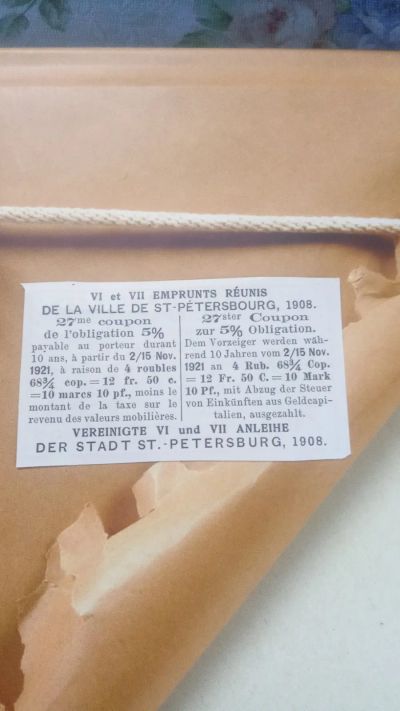 VI et VII EMPRUNTS RÉUNIS
DE LA VILLE DE ST-PÉTERSBOURG, 1908.
27me coupon
de l'obligation 5%
payable au porteur durant
10 ans, à partir du 2/15 Nov.
1921, à raison de 4 roubles
68¾ cop. = 12 fr. 50 c.
=10 marcs 10 pf., moins le
montant de la taxe sur le
revenu des valeurs mobilières.
27ster Coupon
zur 5% Obligation.
Dem Vorzeiger werden wäh-
rend 10 Jahren vom 2/15 Nov.
1921 an 4 Rub. 68¾ Cop.
= 12 Fr. 50 C. = 10 Mark
10 Pf., mit Abzug der Steuer
von Einkünften aus Geldcapi-
talien, ausgezahlt.
VEREINIGTE VI und VII ANLEIHE
DER STADT ST.-PETERSBURG, 1908.